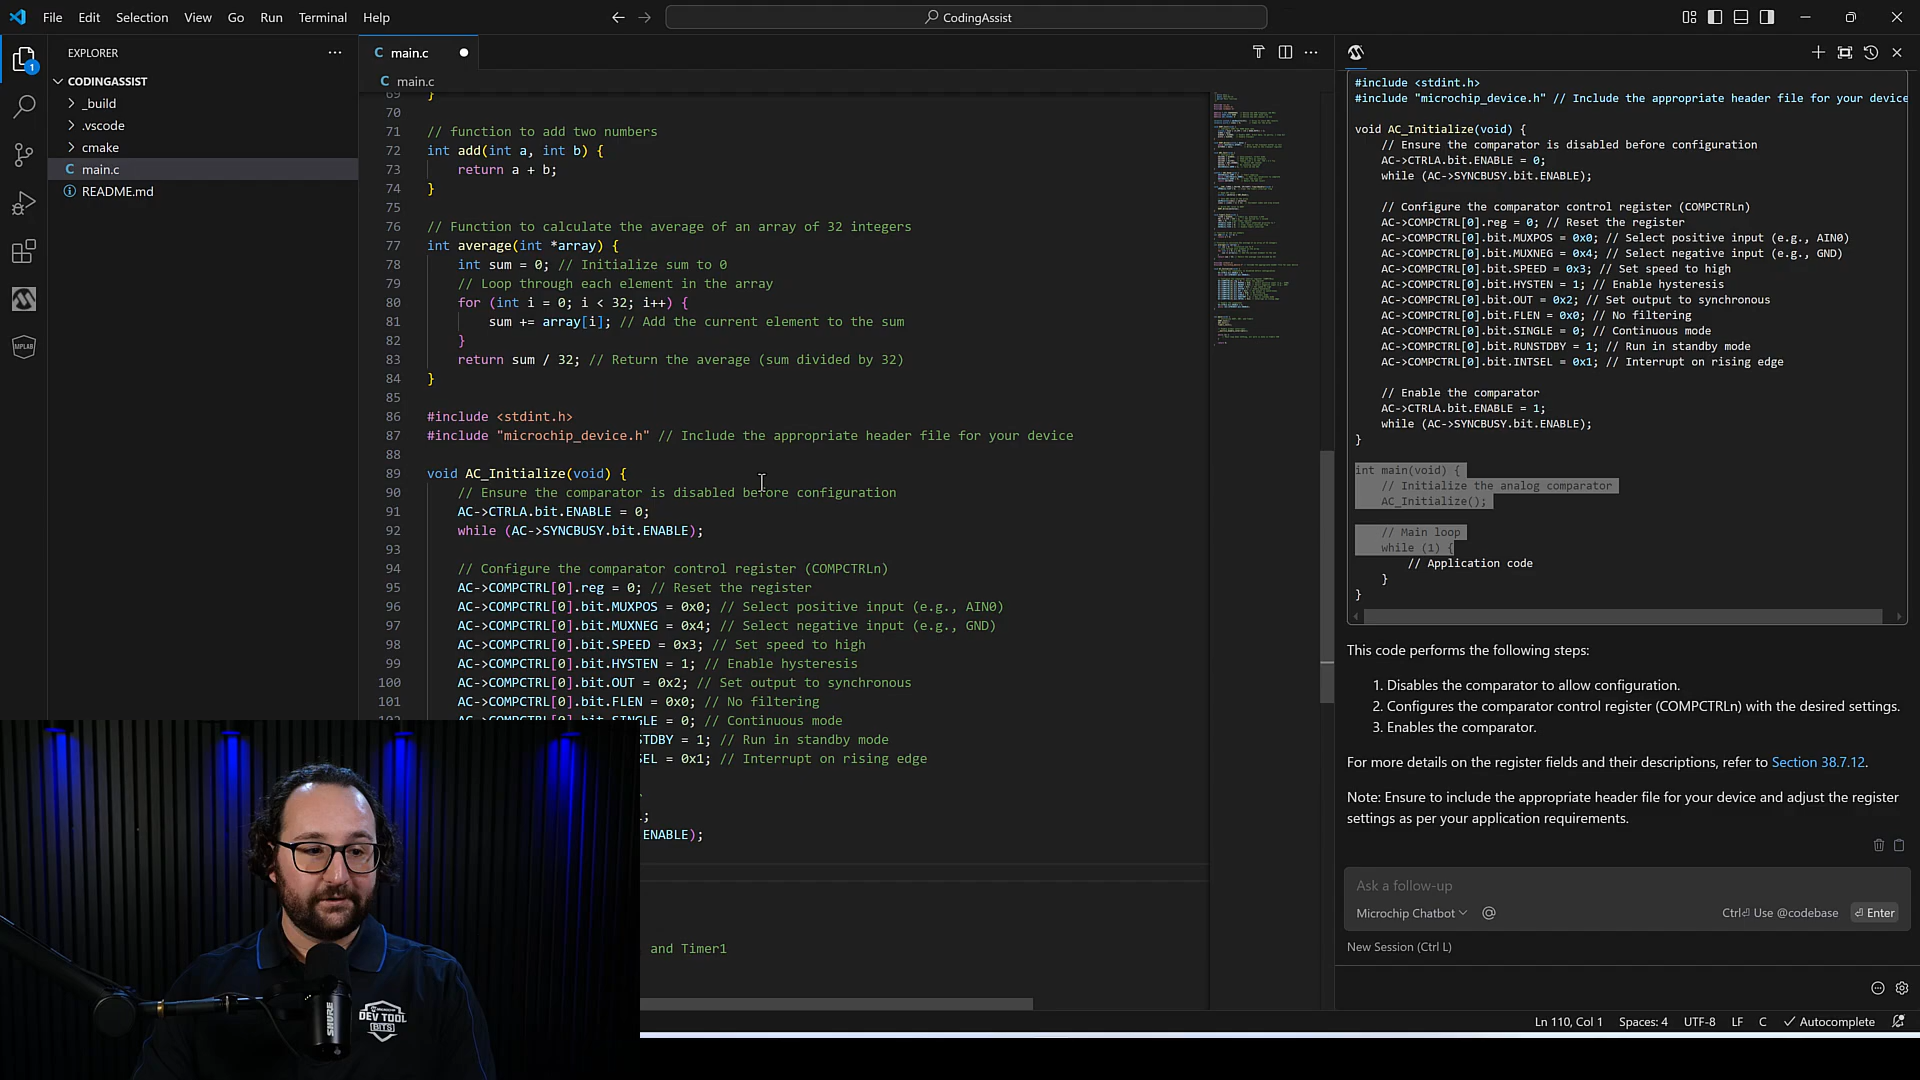 File Edit Selection View Go Run Terminal Help
CodingAssist
EXPLORER
CODINGASSIST
_build
.vscode
cmake
C main.c
README.md
1
MPLAB
C main.c
C main.c
69 }
70
71 // function to add two numbers
72 int add(int a, int b) {
73 return a + b;
74 }
75
76 // Function to calculate the average of an array of 32 integers
77 int average(int *array) {
78 int sum = 0; // Initialize sum to 0
79 // Loop through each element in the array
80 for (int i = 0; i < 32; i++) {
81 sum += array[i]; // Add the current element to the sum
82 }
83 return sum / 32; // Return the average (sum divided by 32)
84 }
85
86 #include <stdint.h>
87 #include "microchip_device.h" // Include the appropriate header file for your device
88
89 void AC_Initialize(void) {
90 // Ensure the comparator is disabled before configuration
91 AC->CTRLA.bit.ENABLE = 0;
92 while (AC->SYNCBUSY.bit.ENABLE);
93
94 // Configure the comparator control register (COMPCTRLn)
95 AC->COMPCTRL[0].reg = 0; // Reset the register
96 AC->COMPCTRL[0].bit.MUXPOS = 0x0; // Select positive input (e.g., AIN0)
97 AC->COMPCTRL[0].bit.MUXNEG = 0x4; // Select negative input (e.g., GND)
98 AC->COMPCTRL[0].bit.SPEED = 0x3; // Set speed to high
99 AC->COMPCTRL[0].bit.HYSTEN = 1; // Enable hysteresis
100 AC->COMPCTRL[0].bit.OUT = 0x2; // Set output to synchronous
101 AC->COMPCTRL[0].bit.FLEN = 0x0; // No filtering
102 AC->COMPCTRL[0].bit.SINGLE = 0; // Continuous mode
STDBY = 1; // Run in standby mode
SEL = 0x1; // Interrupt on rising edge
ENABLE);
and Timer1
#include <stdint.h>
#include "microchip_device.h" // Include the appropriate header file for your device
void AC_Initialize(void) {
// Ensure the comparator is disabled before configuration
AC->CTRLA.bit.ENABLE = 0;
while (AC->SYNCBUSY.bit.ENABLE);
// Configure the comparator control register (COMPCTRLn)
AC->COMPCTRL[0].reg = 0; // Reset the register
AC->COMPCTRL[0].bit.MUXPOS = 0x0; // Select positive input (e.g., AIN0)
AC->COMPCTRL[0].bit.MUXNEG = 0x4; // Select negative input (e.g., GND)
AC->COMPCTRL[0].bit.SPEED = 0x3; // Set speed to high
AC->COMPCTRL[0].bit.HYSTEN = 1; // Enable hysteresis
AC->COMPCTRL[0].bit.OUT = 0x2; // Set output to synchronous
AC->COMPCTRL[0].bit.FLEN = 0x0; // No filtering
AC->COMPCTRL[0].bit.SINGLE = 0; // Continuous mode
AC->COMPCTRL[0].bit.RUNSTDBY = 1; // Run in standby mode
AC->COMPCTRL[0].bit.INTSEL = 0x1; // Interrupt on rising edge
// Enable the comparator
AC->CTRLA.bit.ENABLE = 1;
while (AC->SYNCBUSY.bit.ENABLE);
}
int main(void) {
// Initialize the analog comparator
AC_Initialize();
// Main loop
while (1) {
// Application code
}
}
This code performs the following steps:
1. Disables the comparator to allow configuration.
2. Configures the comparator control register (COMPCTRLn) with the desired settings.
3. Enables the comparator.
For more details on the register fields and their descriptions, refer to Section 38.7.12.
Note: Ensure to include the appropriate header file for your device and adjust the register
settings as per your application requirements.
Ask a follow-up
Microchip Chatbot
Ctrl⏎ Use @codebase ⏎ Enter
New Session (Ctrl L)
Ln 110, Col 1 Spaces: 4 UTF-8 LF C Autocomplete
SHURE
DEV TOOL
BITS